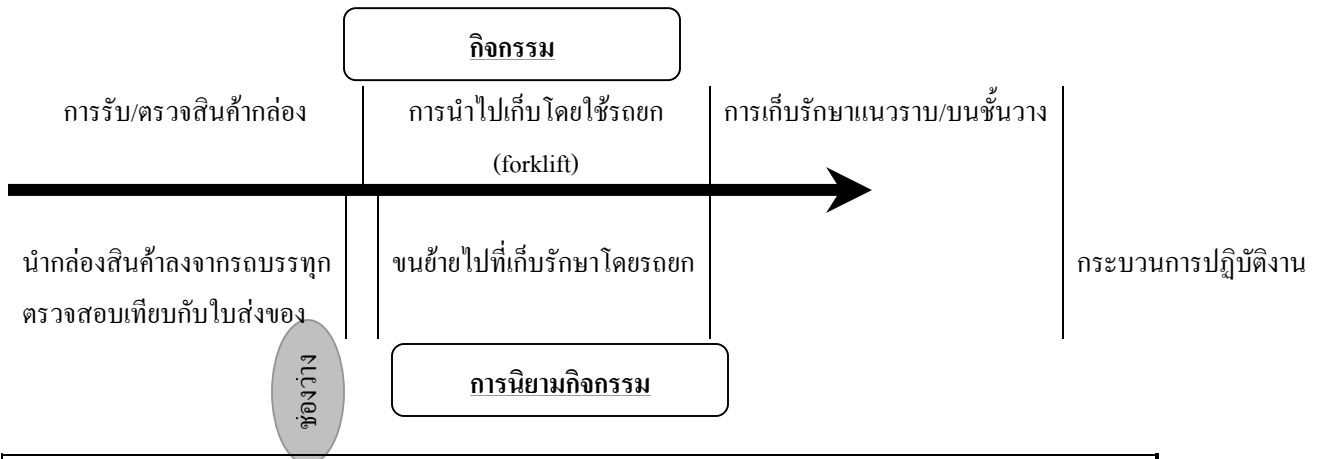 กิจกรรม
การรับ/ตรวจสินค้ากล่อง
การนำไปเก็บโดยใช้รถยก
(forklift)
การเก็บรักษาแนวราบ/บนชั้นวาง
นำกล่องสินค้าลงจากรถบรรทุก
ตรวจสอบเทียบกับใบส่งของ
ขนย้ายไปที่เก็บรักษาโดยรถยก
กระบวนการปฏิบัติงาน
ช่องว่าง
การนิยามกิจกรรม